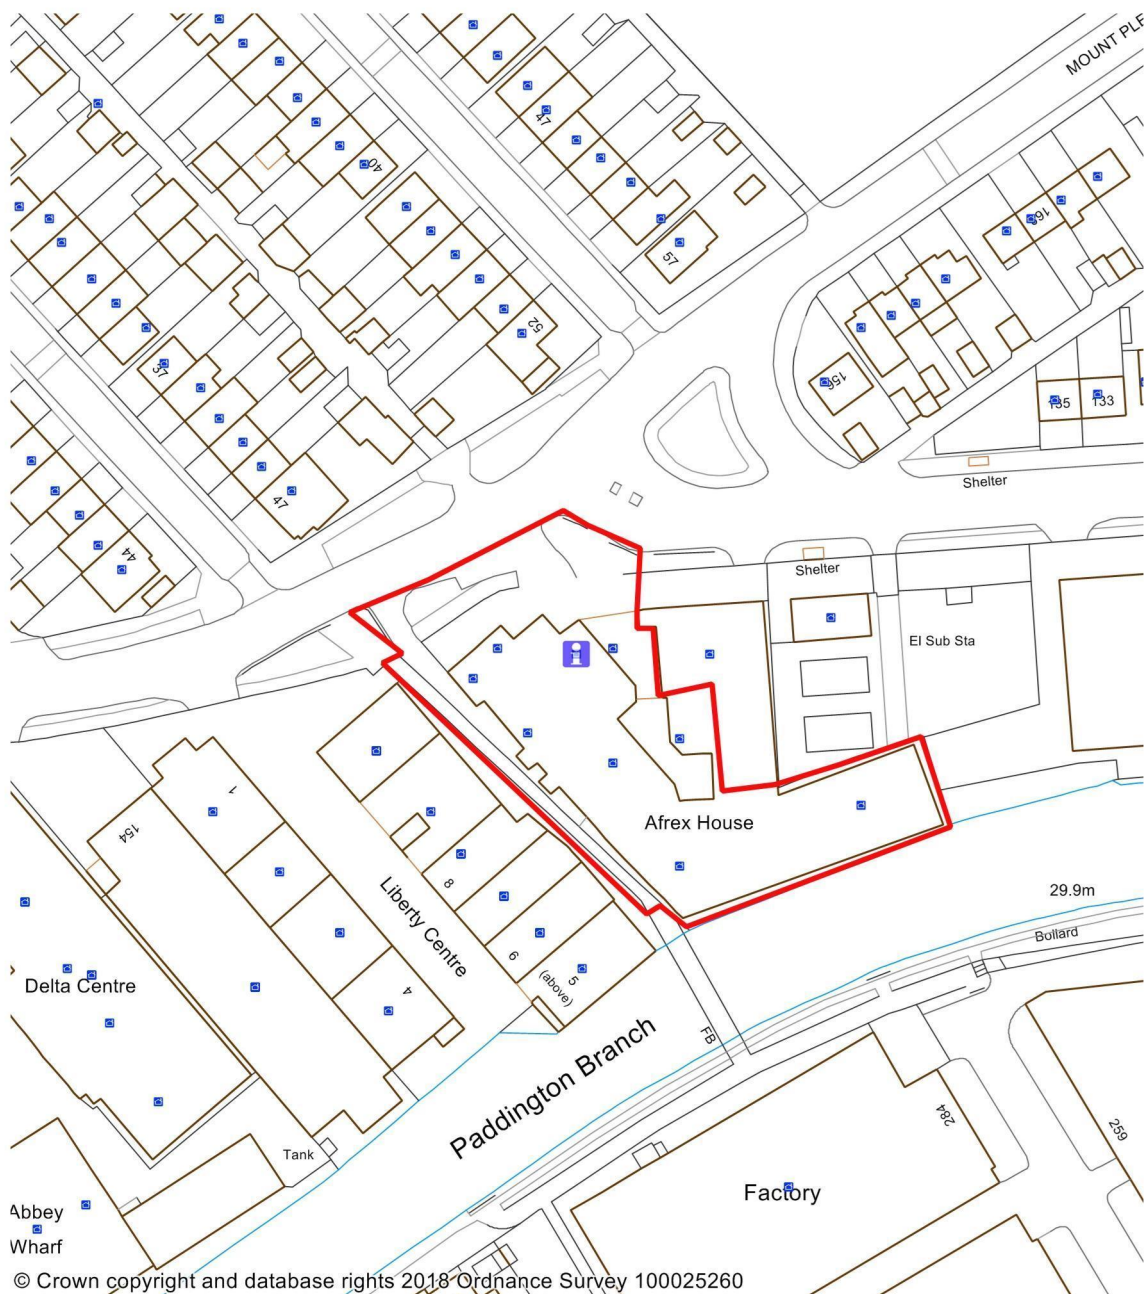 MOUNT PLE
47
40
57
52
160
156
37
135
133
Shelter
47
44
Shelter
El Sub Sta
1
154
Afrex House
8
Liberty Centre
29.9m
Bollard
6
5
(above)
Delta Centre
4
FB
Paddington Branch
284
259
Tank
Factory
Abbey
Wharf
© Crown copyright and database rights 2018 Ordnance Survey 100025260